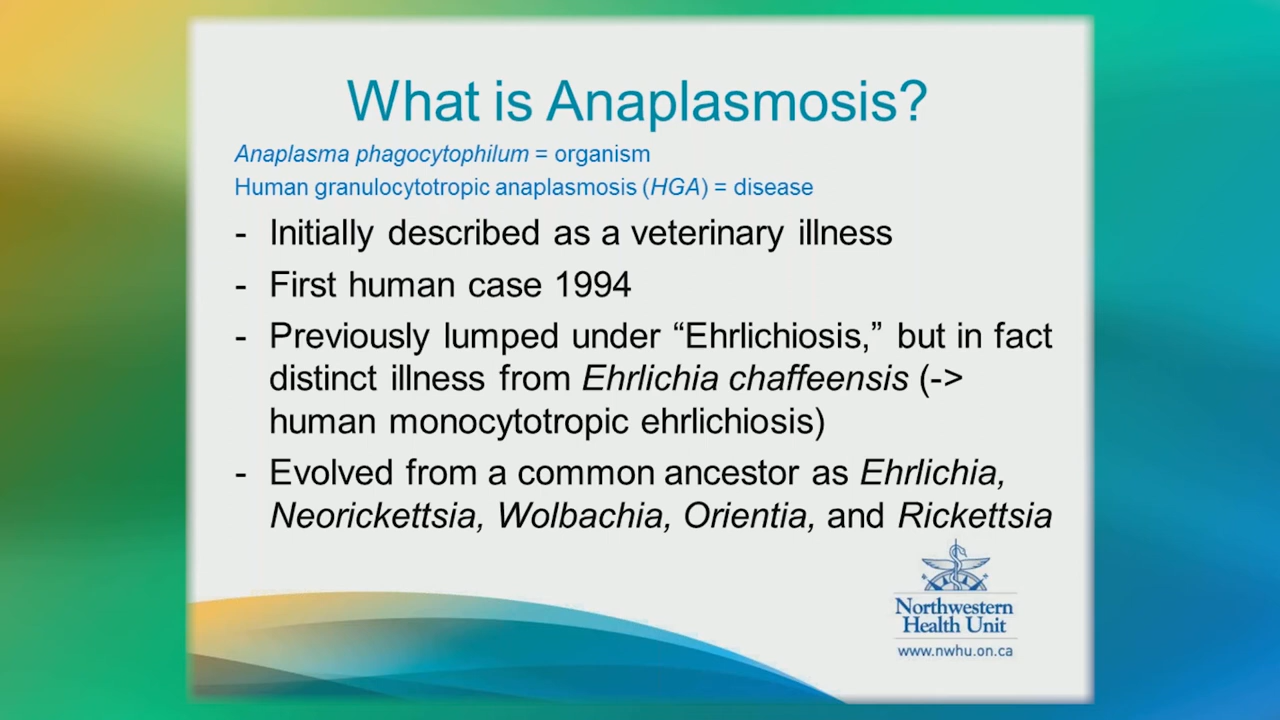 What is Anaplasmosis?
Anaplasma phagocytophilum = organism
Human granulocytotropic anaplasmosis (HGA) = disease
- Initially described as a veterinary illness
- First human case 1994
- Previously lumped under “Ehrlichiosis,” but in fact
distinct illness from Ehrlichia chaffeensis (->
human monocytotropic ehrlichiosis)
- Evolved from a common ancestor as Ehrlichia,
Neorickettsia, Wolbachia, Orientia, and Rickettsia
Northwestern
Health Unit
www.nwhu.on.ca